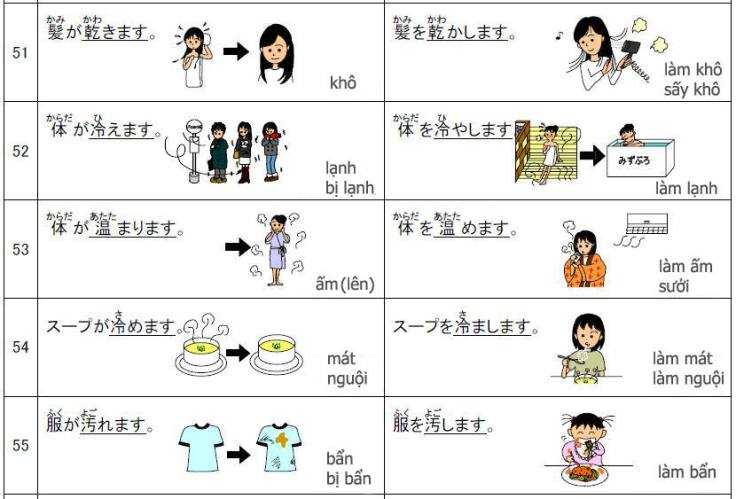 51
かみ かわ
髪が乾きます。
khô
かみ かわ
髪を乾かします。
làm khô
sấy khô
52
からだ ひ
体が冷えます。
lạnh
bị lạnh
からだ ひ
体を冷やします
みずぶろ
làm lạnh
53
からだ あたた
体が温まります。
ấm(lên)
からだ あたた
体を温めます。
làm ấm
sưởi
54
さ
スープが冷めます。
mát
nguội
さ
スープを冷まします。
làm mát
làm nguội
55
ふく よご
服が汚れます。
bẩn
bị bẩn
ふく よご
服を汚します。
làm bẩn